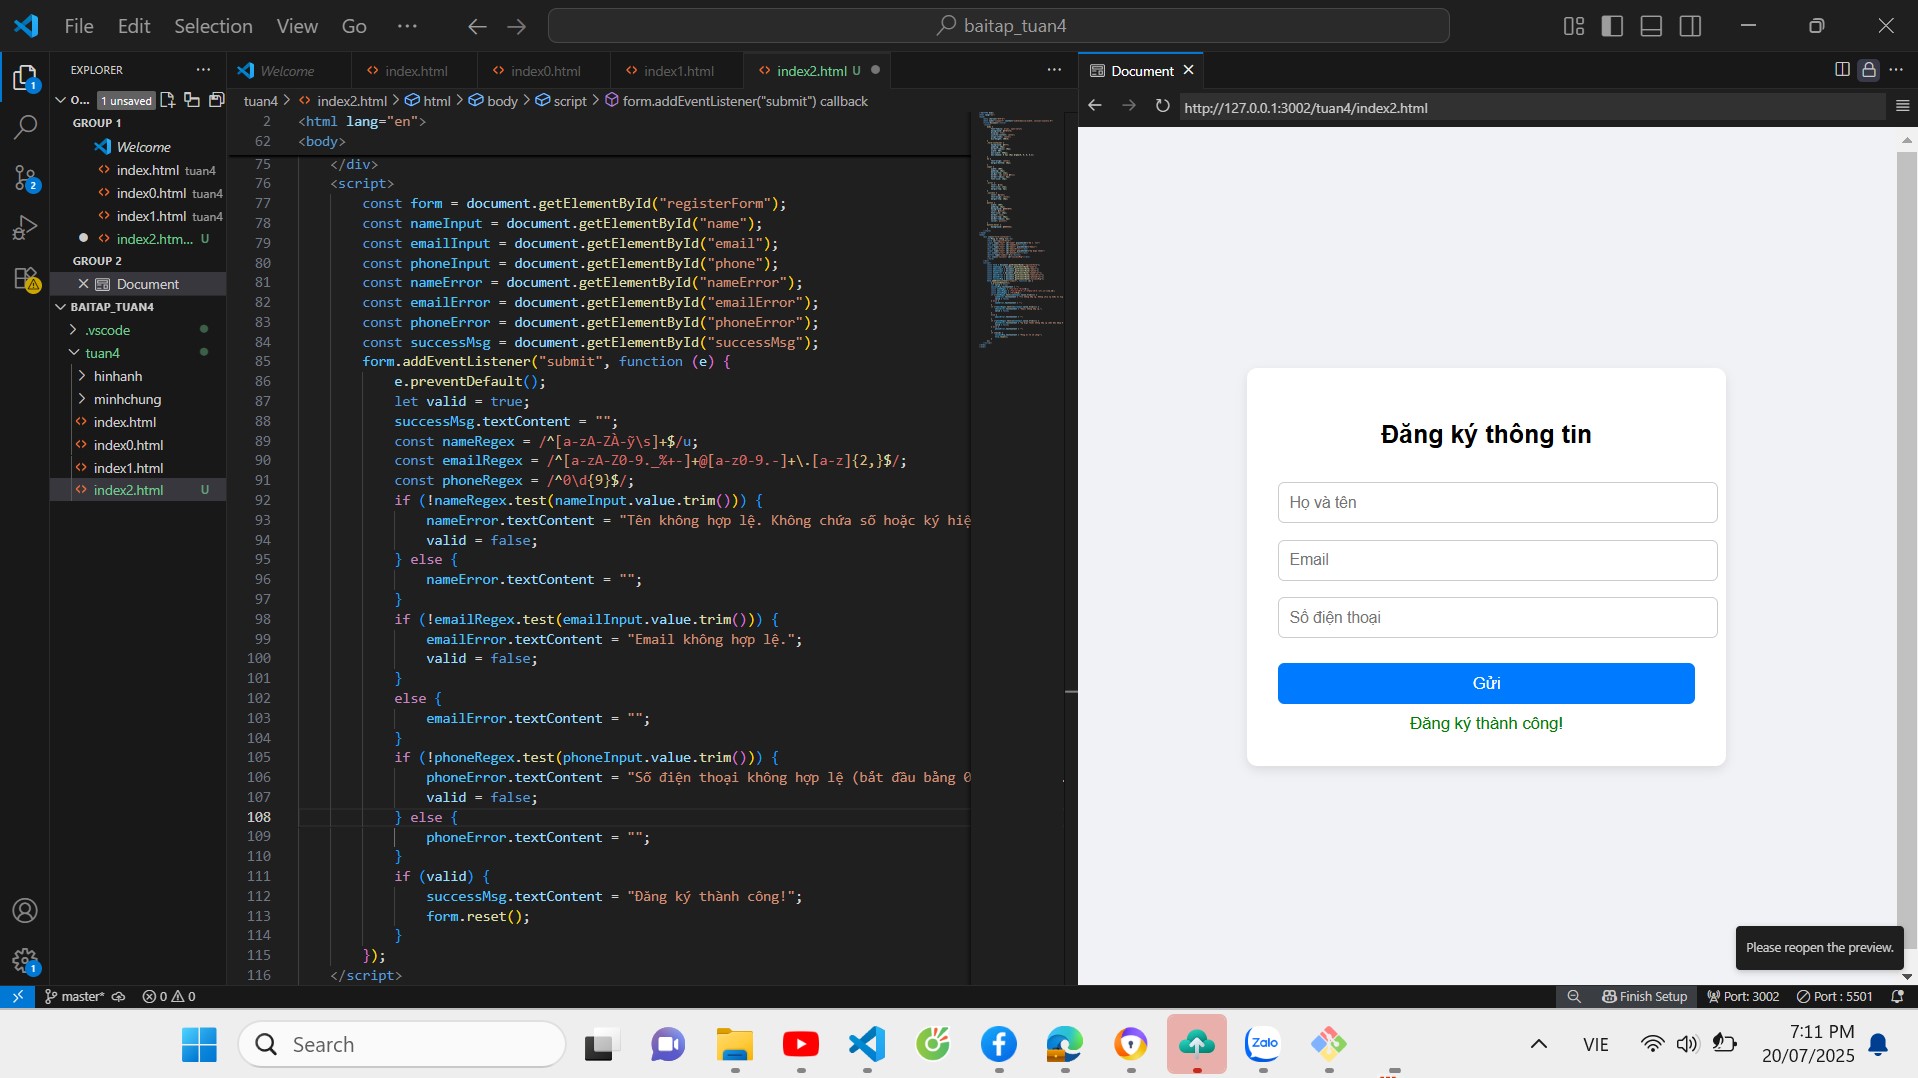 File Edit Selection View Go ···
baitap_tuan4
EXPLORER
O... 1 unsaved
GROUP 1
Welcome
index.html tuan4
index0.html tuan4
index1.html tuan4
index2.htm... U
GROUP 2
Document
BAITAP_TUAN4
.vscode
tuan4
hinhanh
minhchung
index.html
index0.html
index1.html
index2.html U
1
2
1
Welcome
index.html
index0.html
index1.html
index2.html U
tuan4 > index2.html > html > body > script > form.addEventListener("submit") callback
2 <html lang="en">
62 <body>
75 </div>
76 <script>
77 const form = document.getElementById("registerForm");
78 const nameInput = document.getElementById("name");
79 const emailInput = document.getElementById("email");
80 const phoneInput = document.getElementById("phone");
81 const nameError = document.getElementById("nameError");
82 const emailError = document.getElementById("emailError");
83 const phoneError = document.getElementById("phoneError");
84 const successMsg = document.getElementById("successMsg");
85 form.addEventListener("submit", function (e) {
86 e.preventDefault();
87 let valid = true;
88 successMsg.textContent = "";
89 const nameRegex = /^[a-zA-ZÀ-ỹ\s]+$/u;
90 const emailRegex = /^[a-zA-Z0-9._%+-]+@[a-z0-9.-]+\.[a-z]{2,}$/;
91 const phoneRegex = /^0\d{9}$/;
92 if (!nameRegex.test(nameInput.value.trim())) {
93 nameError.textContent = "Tên không hợp lệ. Không chứa số hoặc ký hiệ
94 valid = false;
95 } else {
96 nameError.textContent = "";
97 }
98 if (!emailRegex.test(emailInput.value.trim())) {
99 emailError.textContent = "Email không hợp lệ.";
100 valid = false;
101 }
102 else {
103 emailError.textContent = "";
104 }
105 if (!phoneRegex.test(phoneInput.value.trim())) {
106 phoneError.textContent = "Số điện thoại không hợp lệ (bắt đầu bằng 0
107 valid = false;
108 } else {
109 phoneError.textContent = "";
110 }
111 if (valid) {
112 successMsg.textContent = "Đăng ký thành công!";
113 form.reset();
114 }
115 });
116 </script>
Document
http://127.0.0.1:3002/tuan4/index2.html
Đăng ký thông tin
Họ và tên
Email
Số điện thoại
Gửi
Đăng ký thành công!
Please reopen the preview.
master* 0 0
Finish Setup Port: 3002 Port : 5501
Search
Zalo
VIE
7:11 PM
20/07/2025